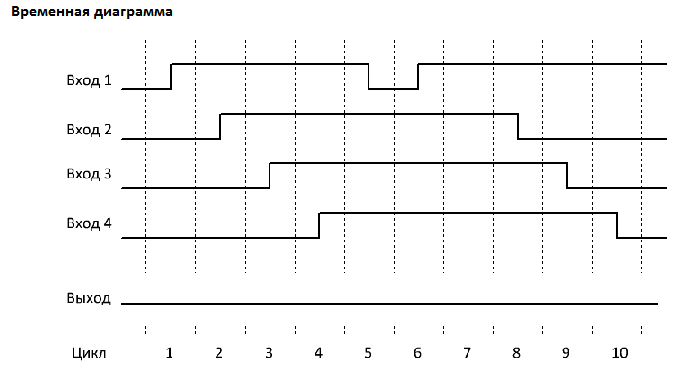 Временная диаграмма
Вход 1
Вход 2
Вход 3
Вход 4
Выход
Цикл 1 2 3 4 5 6 7 8 9 10